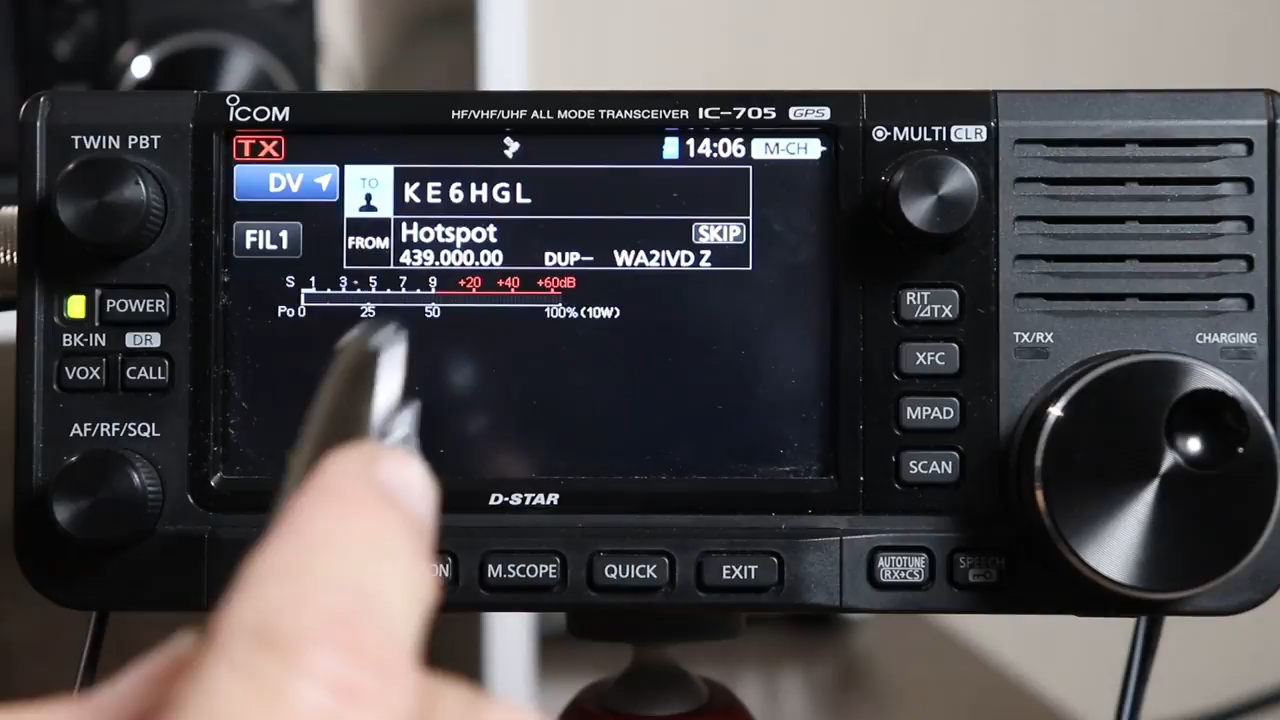 ICOM
HF/VHF/UHF ALL MODE TRANSCEIVER IC-705 GPS
TWIN PBT
TX
14:06
M-CH
MULTI CLR
DV
TO
KE6HGL
FIL1
FROM
Hotspot
SKIP
439.000.00 DUP– WA2IVD Z
S 1 3 5 7 9 +20 +40 +60dB
Po 0 25 50 100% (10W)
POWER
BK-IN DR
VOX CALL
AF/RF/SQL
RIT/⊿TX
XFC
MPAD
SCAN
TX/RX
CHARGING
D-STAR
ON
M.SCOPE
QUICK
EXIT
AUTOTUNE
RX→CS
SPEECH